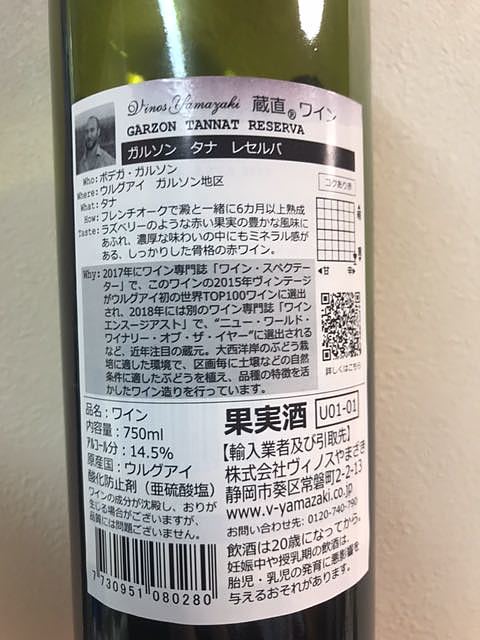 Vinos Yamazaki 蔵直®ワイン
GARZON TANNAT RESERVA
ガルソン タナ レセルバ
Who:ボデガ・ガルソン
Where:ウルグアイ ガルソン地区
What:タナ
How:フレンチオークで澱と一緒に6カ月以上熟成
Taste:ラズベリーのような赤い果実の豊かな風味に
あふれ、濃厚な味わいの中にもミネラル感が
ある、しっかりした骨格の赤ワイン。
コクあり赤
軽
重
◀甘 辛▶
Why:2017年にワイン専門誌「ワイン・スペクテー
ター」で、このワインの2015年ヴィンテージ
がウルグアイ初の世界TOP100ワインに選出
され、2018年には別のワイン専門誌「ワイン
エンスージアスト」で、“ニュー・ワールド・
ワイナリー・オブ・ザ・イヤー”に選出される
など、近年注目の蔵元。大西洋岸のぶどう栽
培に適した環境で、区画毎に土壌などの自然
条件に適したぶどうを植え、品種の特徴を活
かしたワイン造りを行っています。
詳しくはこちら
品名:ワイン
内容量:750ml
アルコール分:14.5%
原産国:ウルグアイ
酸化防止剤(亜硫酸塩)
ワインの成分が沈殿し、おりが
生じる場合がございますが、
品質には問題ございません。
7 730951 080280
果実酒 U01-01
【輸入業者及び引取先】
株式会社ヴィノスやまざき
静岡市葵区常磐町2-2-13
www.v-yamazaki.co.jp
お問い合わせ先:0120-740-790
飲酒は20歳になってから。
妊娠中や授乳期の飲酒は、
胎児・乳児の発育に悪影響を
与えるおそれがあります。